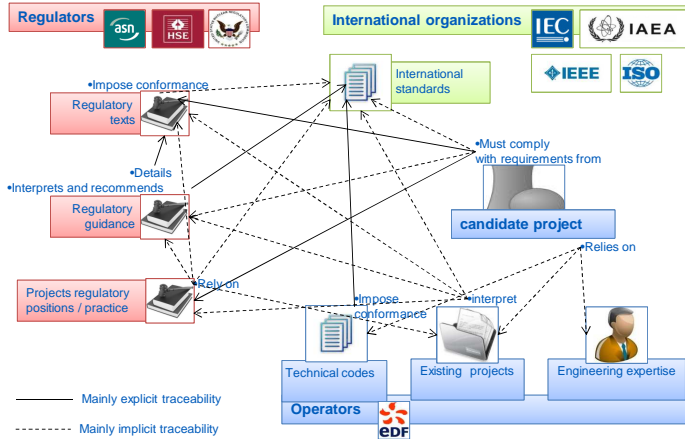 Regulators
asn
HSE
International organizations
IEC
IAEA
IEEE
ISO
•Impose conformance
International
standards
Regulatory
texts
•Must comply
with requirements from
•Details
•Interprets and recommends
Regulatory
guidance
candidate project
•Relies on
•Rely on
Projects regulatory
positions / practice
•Impose
conformance
•interpret
Technical codes
Existing projects
Engineering expertise
Mainly explicit traceability
Operators
eDF
Mainly implicit traceability